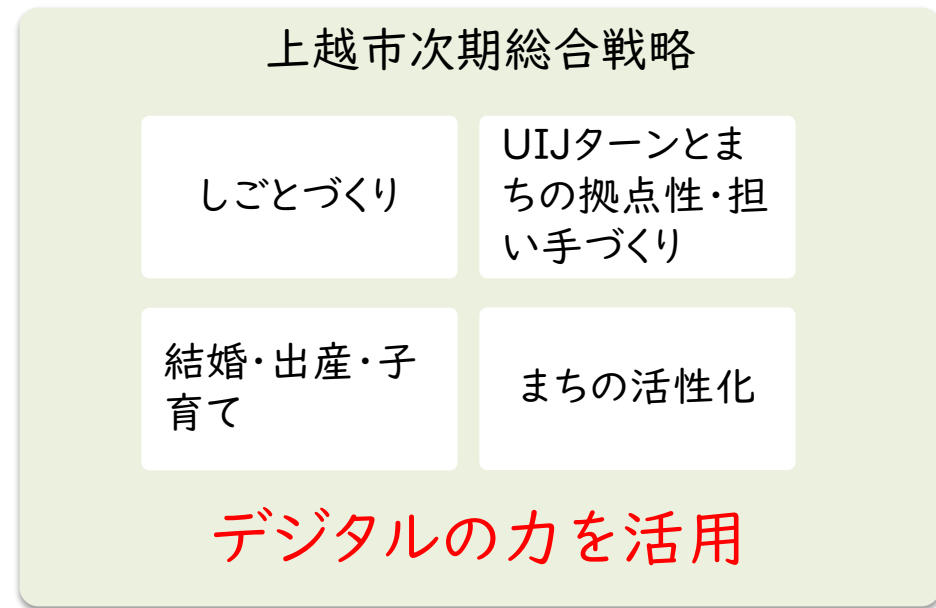 上越市次期総合戦略
しごとづくり
UIJターンとま
ちの拠点性・担
い手づくり
結婚・出産・子
育て
まちの活性化
デジタルの力を活用